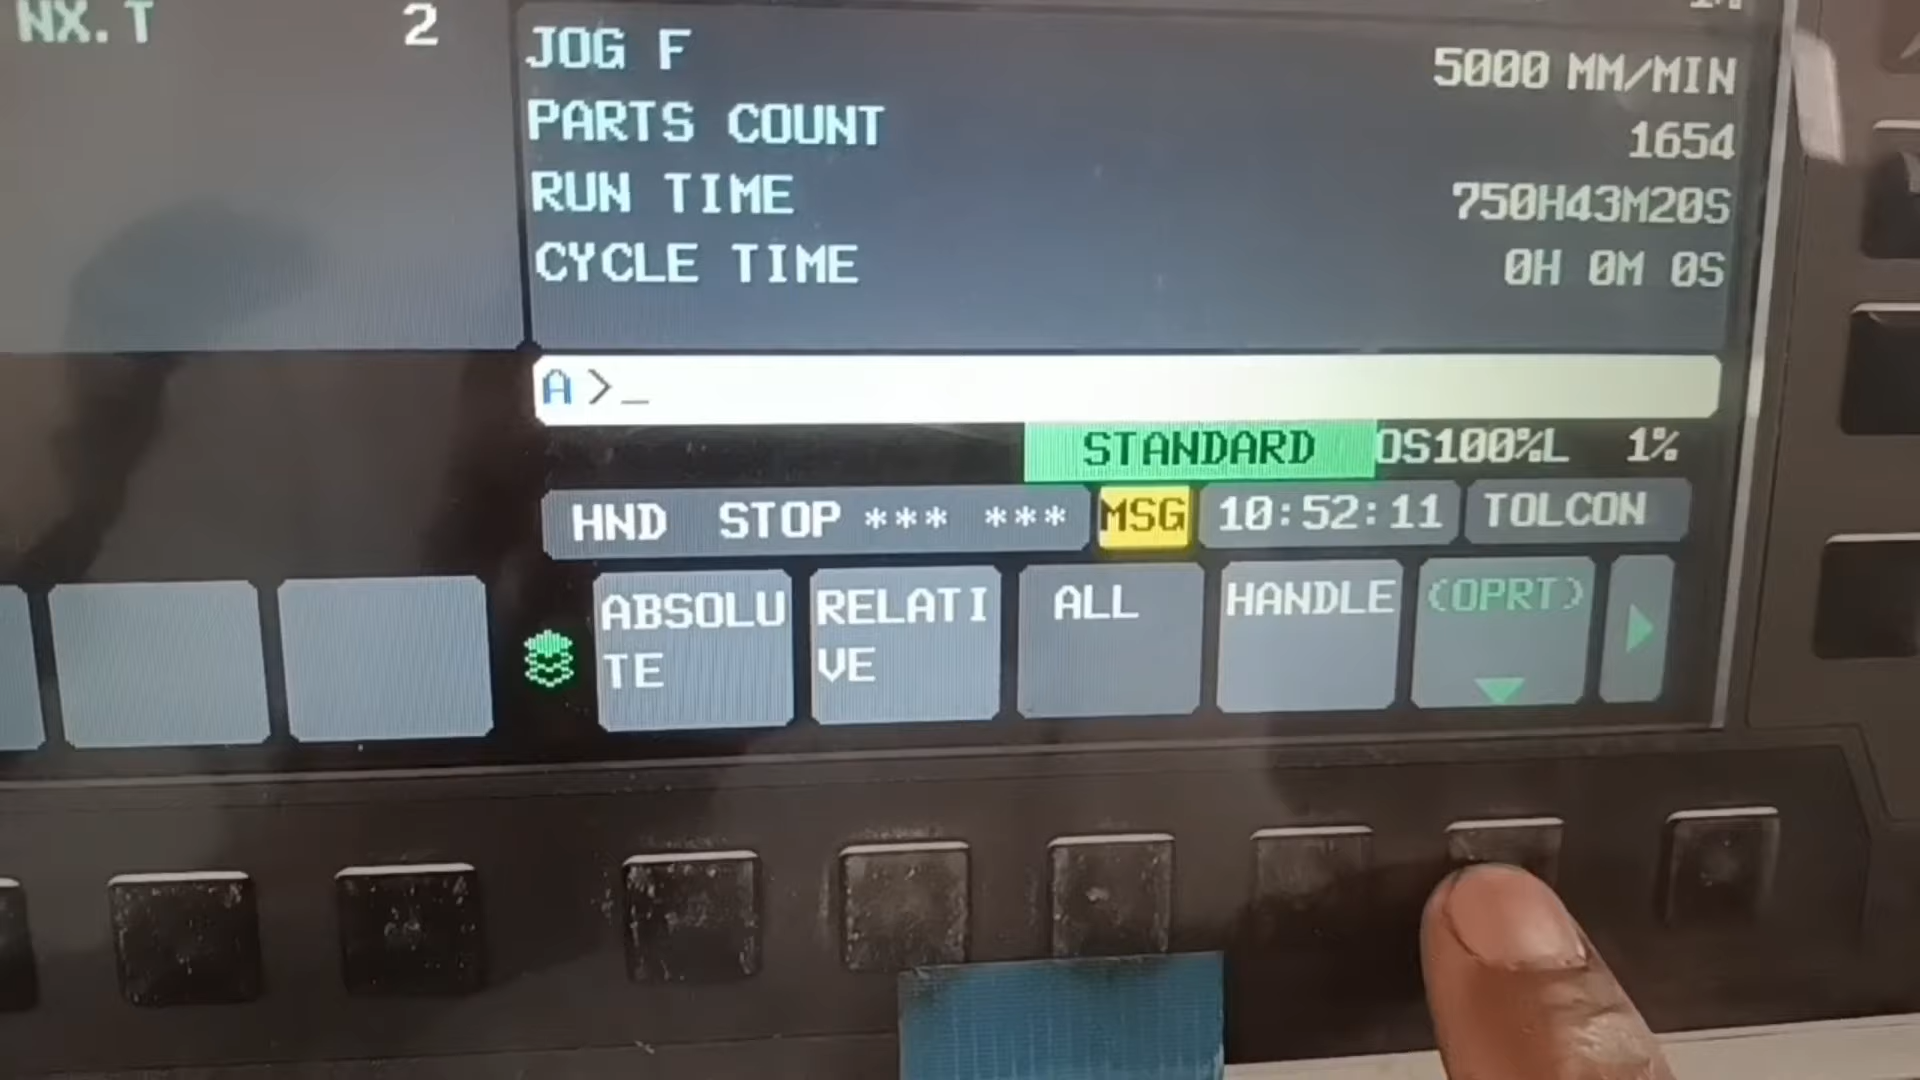 NX.T 2
JOG F 5000 MM/MIN
PARTS COUNT 1654
RUN TIME 750H43M20S
CYCLE TIME 0H 0M 0S
A >_
STANDARD OS100%L 1%
HND STOP *** *** MSG 10:52:11 TOLCON
ABSOLU
TE
RELATI
VE
ALL
HANDLE
(OPRT)